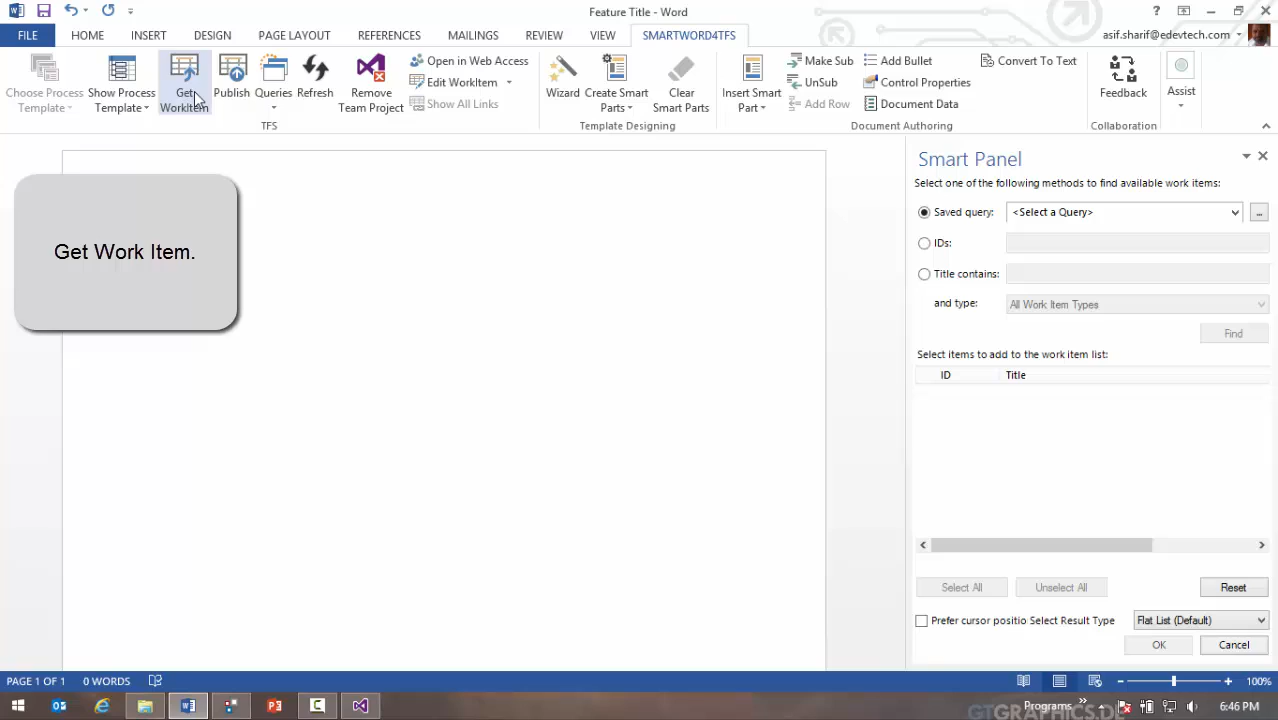 Feature Title - Word
?
FILE
HOME
INSERT
DESIGN
PAGE LAYOUT
REFERENCES
MAILINGS
REVIEW
VIEW
SMARTWORD4TFS
asif.sharif@edevtech.com
Choose Process
Template
Show Process
Template
Get
WorkItem
Publish
Queries
Refresh
Remove
Team Project
Open in Web Access
Edit WorkItem
Show All Links
TFS
Wizard
Create Smart
Parts
Clear
Smart Parts
Template Designing
Insert Smart
Part
Make Sub
UnSub
Add Row
Add Bullet
Control Properties
Document Data
Convert To Text
Document Authoring
Feedback
Collaboration
Assist
Get Work Item.
Smart Panel
Select one of the following methods to find available work items:
Saved query:
<Select a Query>
...
IDs:
Title contains:
and type:
All Work Item Types
Find
Select items to add to the work item list:
ID
Title
Select All
Unselect All
Reset
Prefer cursor positio Select Result Type
Flat List (Default)
OK
Cancel
PAGE 1 OF 1
0 WORDS
100%
Programs
6:46 PM